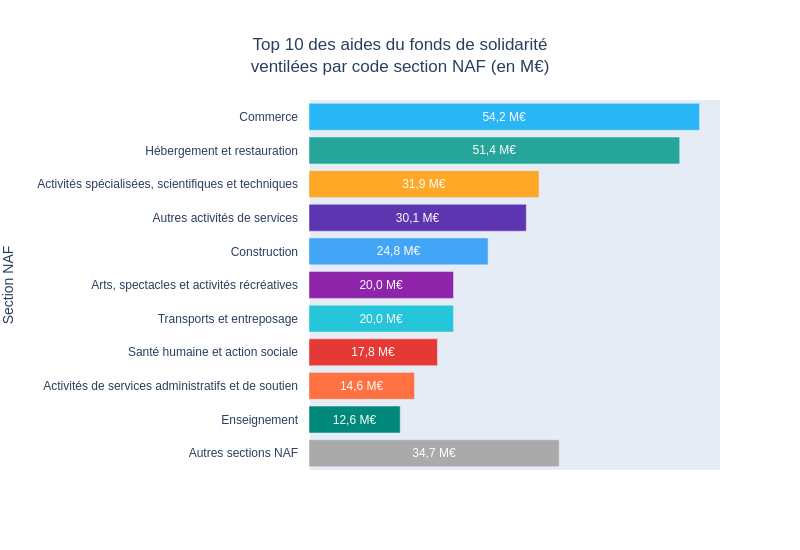 Top 10 des aides du fonds de solidarité
ventilées par code section NAF (en M€)
Section NAF
Commerce 54,2 M€
Hébergement et restauration 51,4 M€
Activités spécialisées, scientifiques et techniques 31,9 M€
Autres activités de services 30,1 M€
Construction 24,8 M€
Arts, spectacles et activités récréatives 20,0 M€
Transports et entreposage 20,0 M€
Santé humaine et action sociale 17,8 M€
Activités de services administratifs et de soutien 14,6 M€
Enseignement 12,6 M€
Autres sections NAF 34,7 M€